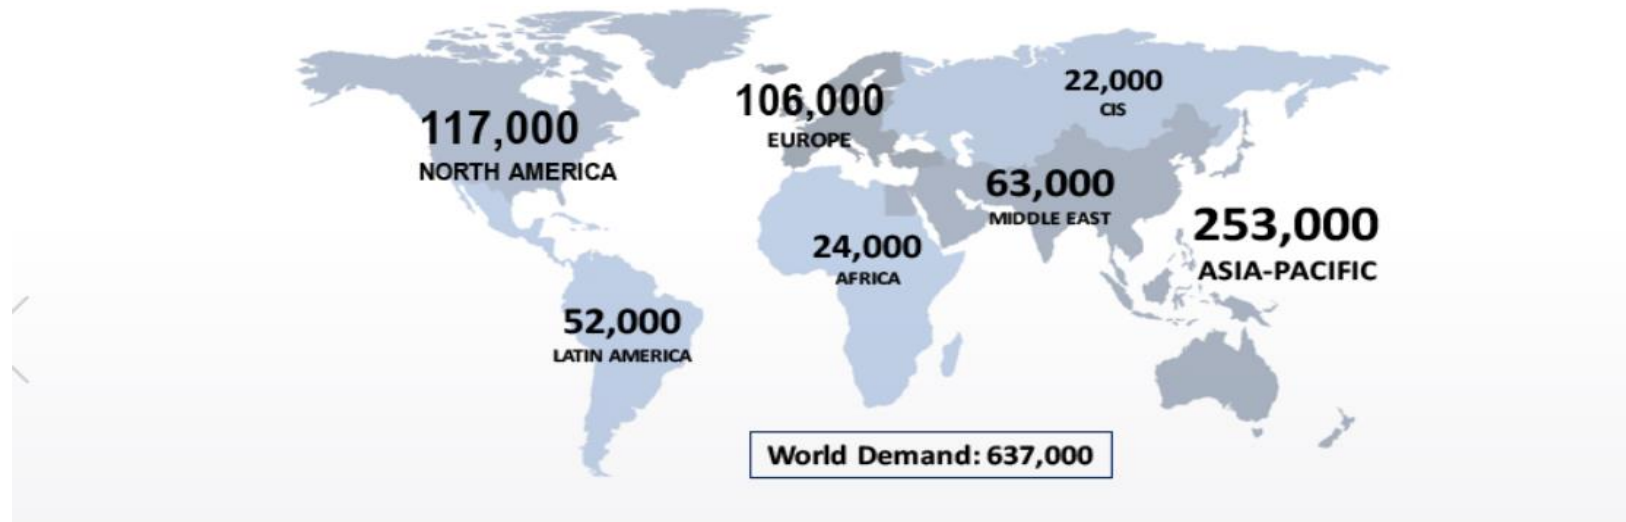 117,000
NORTH AMERICA
106,000
EUROPE
22,000
CIS
63,000
MIDDLE EAST
253,000
ASIA-PACIFIC
24,000
AFRICA
52,000
LATIN AMERICA
World Demand: 637,000